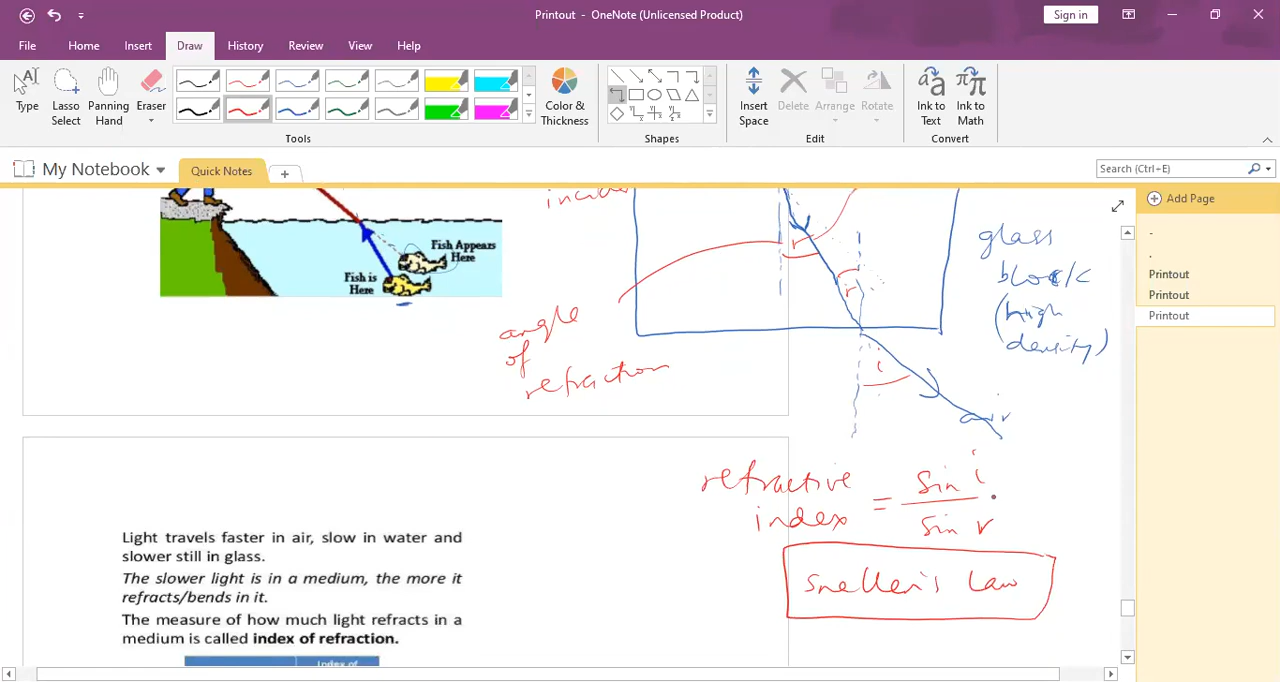 Printout - OneNote (Unlicensed Product)
Sign in
File Home Insert Draw History Review View Help
Type
Lasso Select
Panning Hand
Eraser
Color & Thickness
Insert Space
Delete
Arrange
Rotate
Ink to Text
Ink to Math
Tools
Shapes
Edit
Convert
My Notebook
Quick Notes
Search (Ctrl+E)
Add Page
-
.
Printout
Printout
Printout
Fish Appears
Here
Fish is
Here
r
r
i
glass
block
(high
density)
angle
of
refraction
air
refractive
index
= sin i
sin r
Light travels faster in air, slow in water and
slower still in glass.
The slower light is in a medium, the more it
refracts/bends in it.
The measure of how much light refracts in a
medium is called index of refraction.
Sneller's Law
Index of